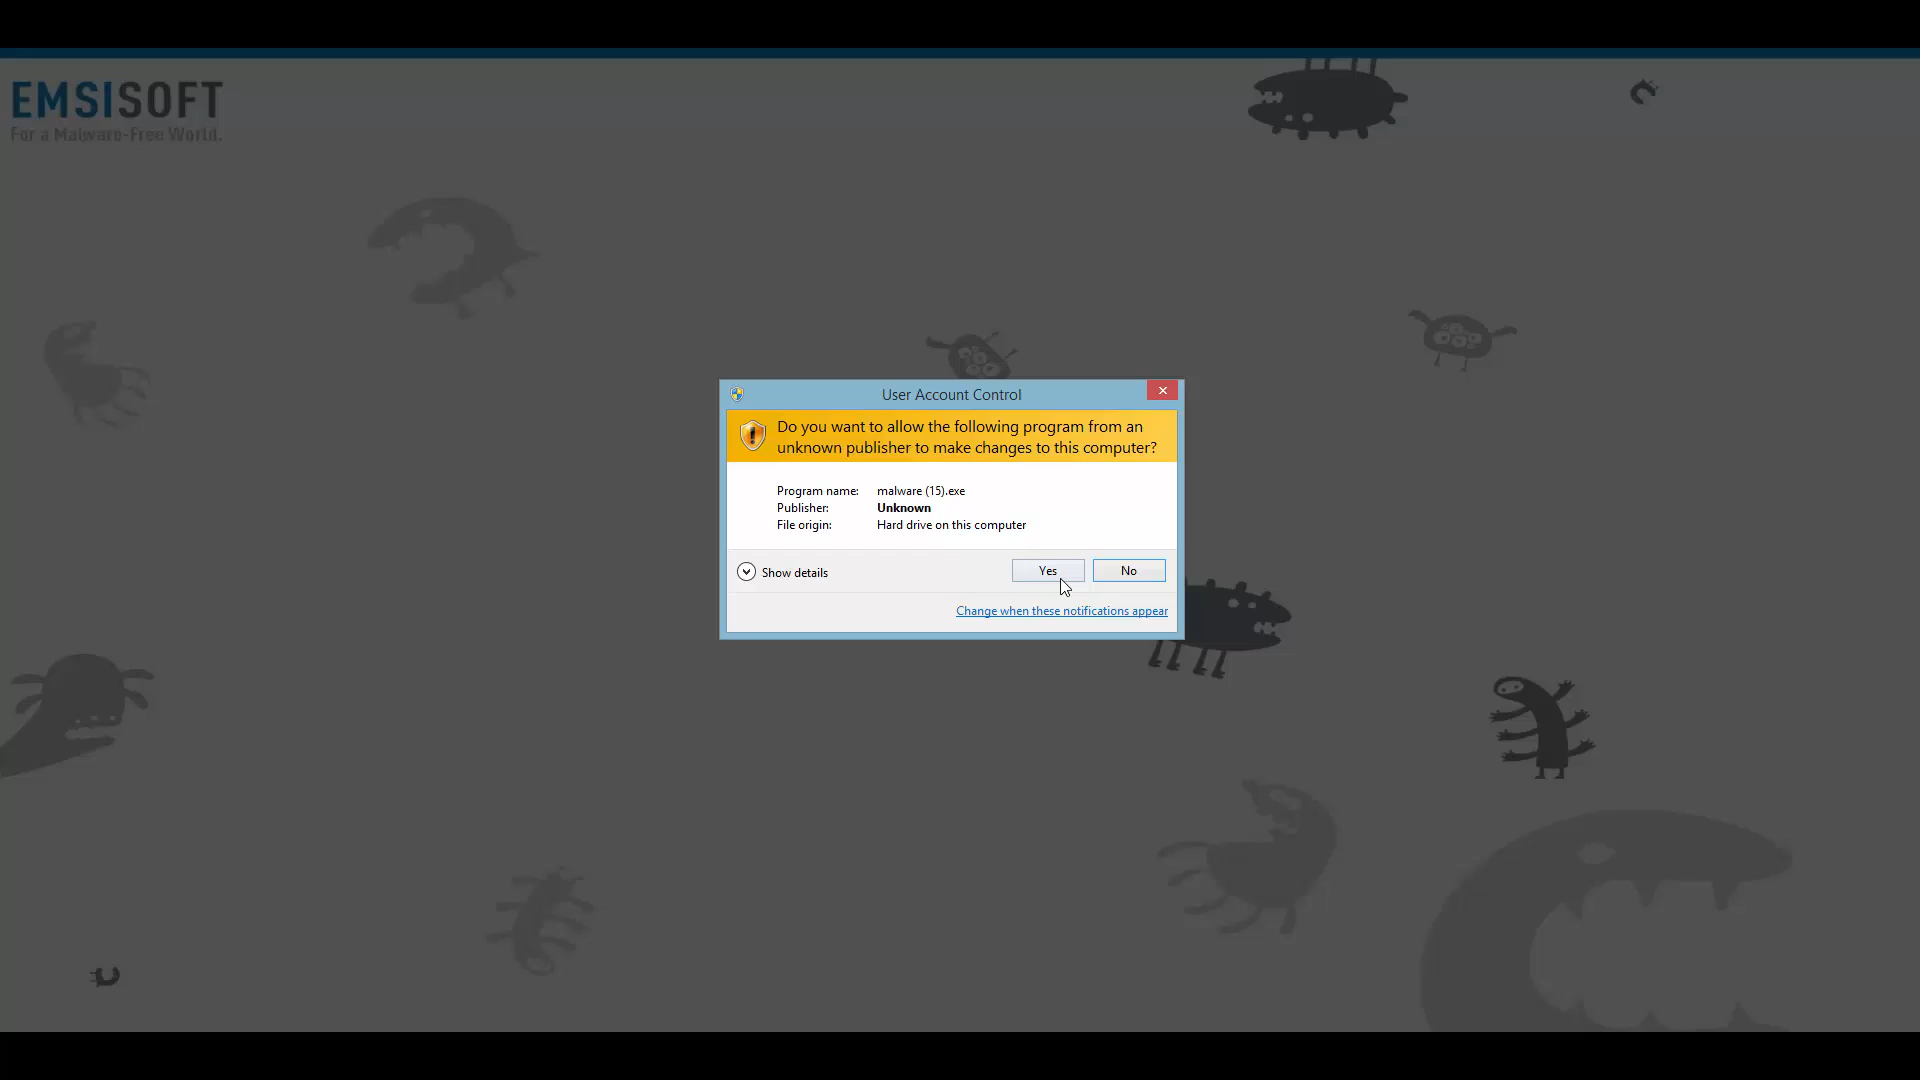 EMSISOFT
For a Malware-Free World.
User Account Control
Do you want to allow the following program from an
unknown publisher to make changes to this computer?
Program name: malware (15).exe
Publisher: Unknown
File origin: Hard drive on this computer
Show details
Yes
No
Change when these notifications appear